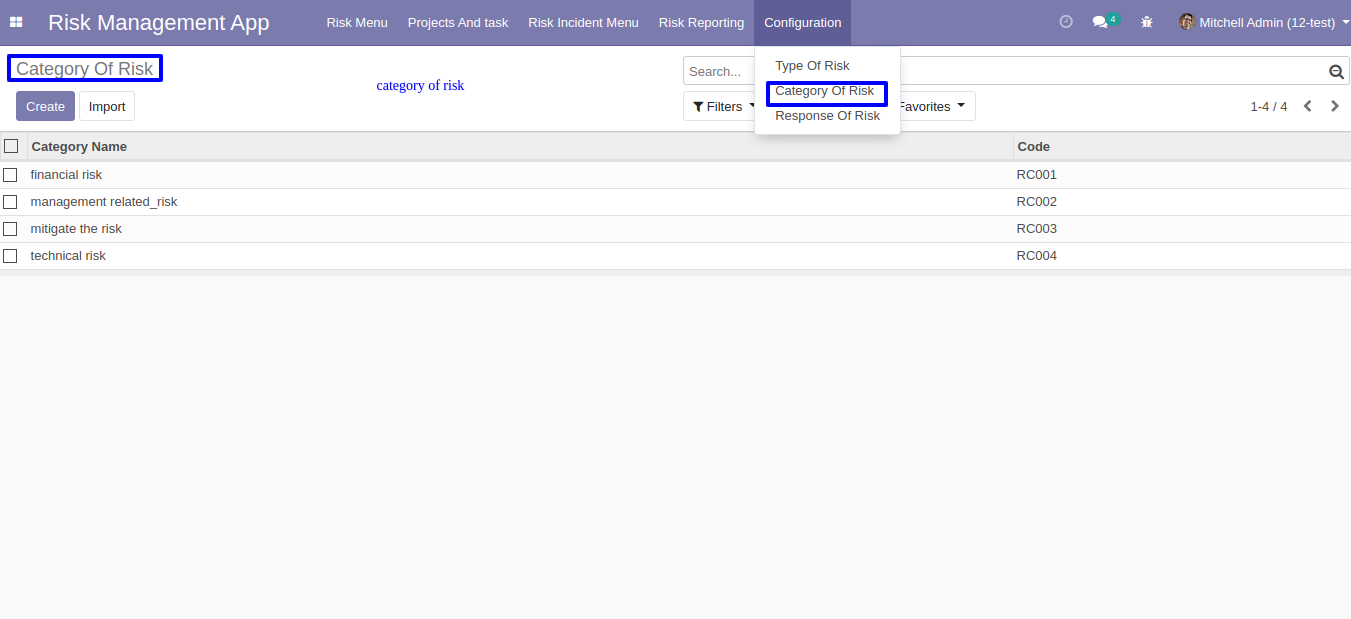 Risk Management App Risk Menu Projects And task Risk Incident Menu Risk Reporting Configuration 4 Mitchell Admin (12-test)
Category Of Risk
category of risk
Search...
Type Of Risk
Category Of Risk
Response Of Risk
Create Import
Filters
Favorites
1-4 / 4
Category Name Code
financial risk RC001
management related_risk RC002
mitigate the risk RC003
technical risk RC004